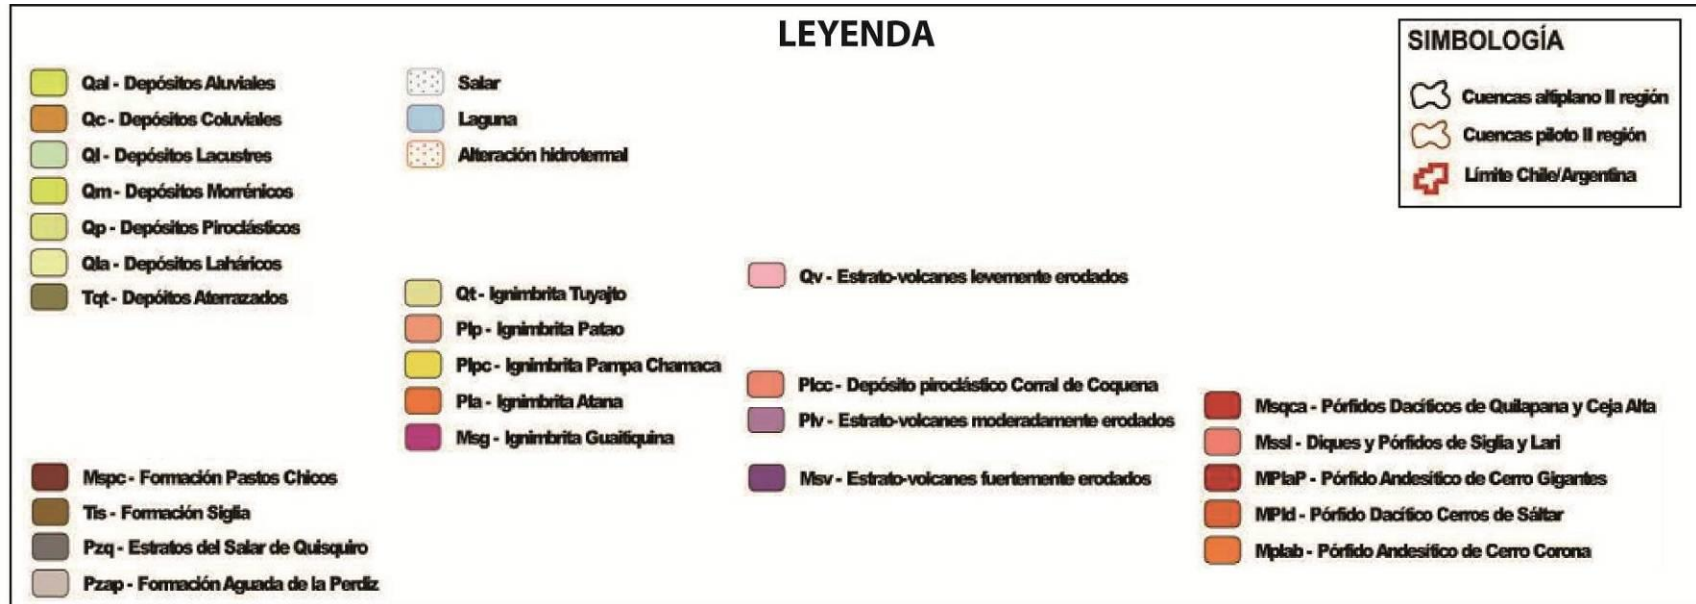 LEYENDA
Qal - Depósitos Aluviales
Qc - Depósitos Coluviales
Ql - Depósitos Lacustres
Qm - Depósitos Morrénicos
Qp - Depósitos Piroclásticos
Qla - Depósitos Laháricos
Tqt - Depóitos Aterrazados
Mspc - Formación Pastos Chicos
Tis - Formación Siglia
Pzq - Estratos del Salar de Quisquiro
Pzap - Formación Aguada de la Perdiz
Salar
Laguna
Alteración hidrotermal
Qt - Ignimbrita Tuyajto
Plp - Ignimbrita Patao
Plpc - Ignimbrita Pampa Chamaca
Pla - Ignimbrita Atana
Msg - Ignimbrita Guaitiquina
Qv - Estrato-volcanes levemente erodados
Plcc - Depósito piroclástico Corral de Coquena
Plv - Estrato-volcanes moderadamente erodados
Msv - Estrato-volcanes fuertemente erodados
SIMBOLOGÍA
Cuencas altiplano II región
Cuencas piloto II región
Límite Chile/Argentina
Msqca - Pórfidos Dacíticos de Quilapana y Ceja Alta
Mssl - Diques y Pórfidos de Siglia y Lari
MPlaP - Pórfido Andesítico de Cerro Gigantes
MPld - Pórfido Dacítico Cerros de Sáltar
Mplab - Pórfido Andesítico de Cerro Corona